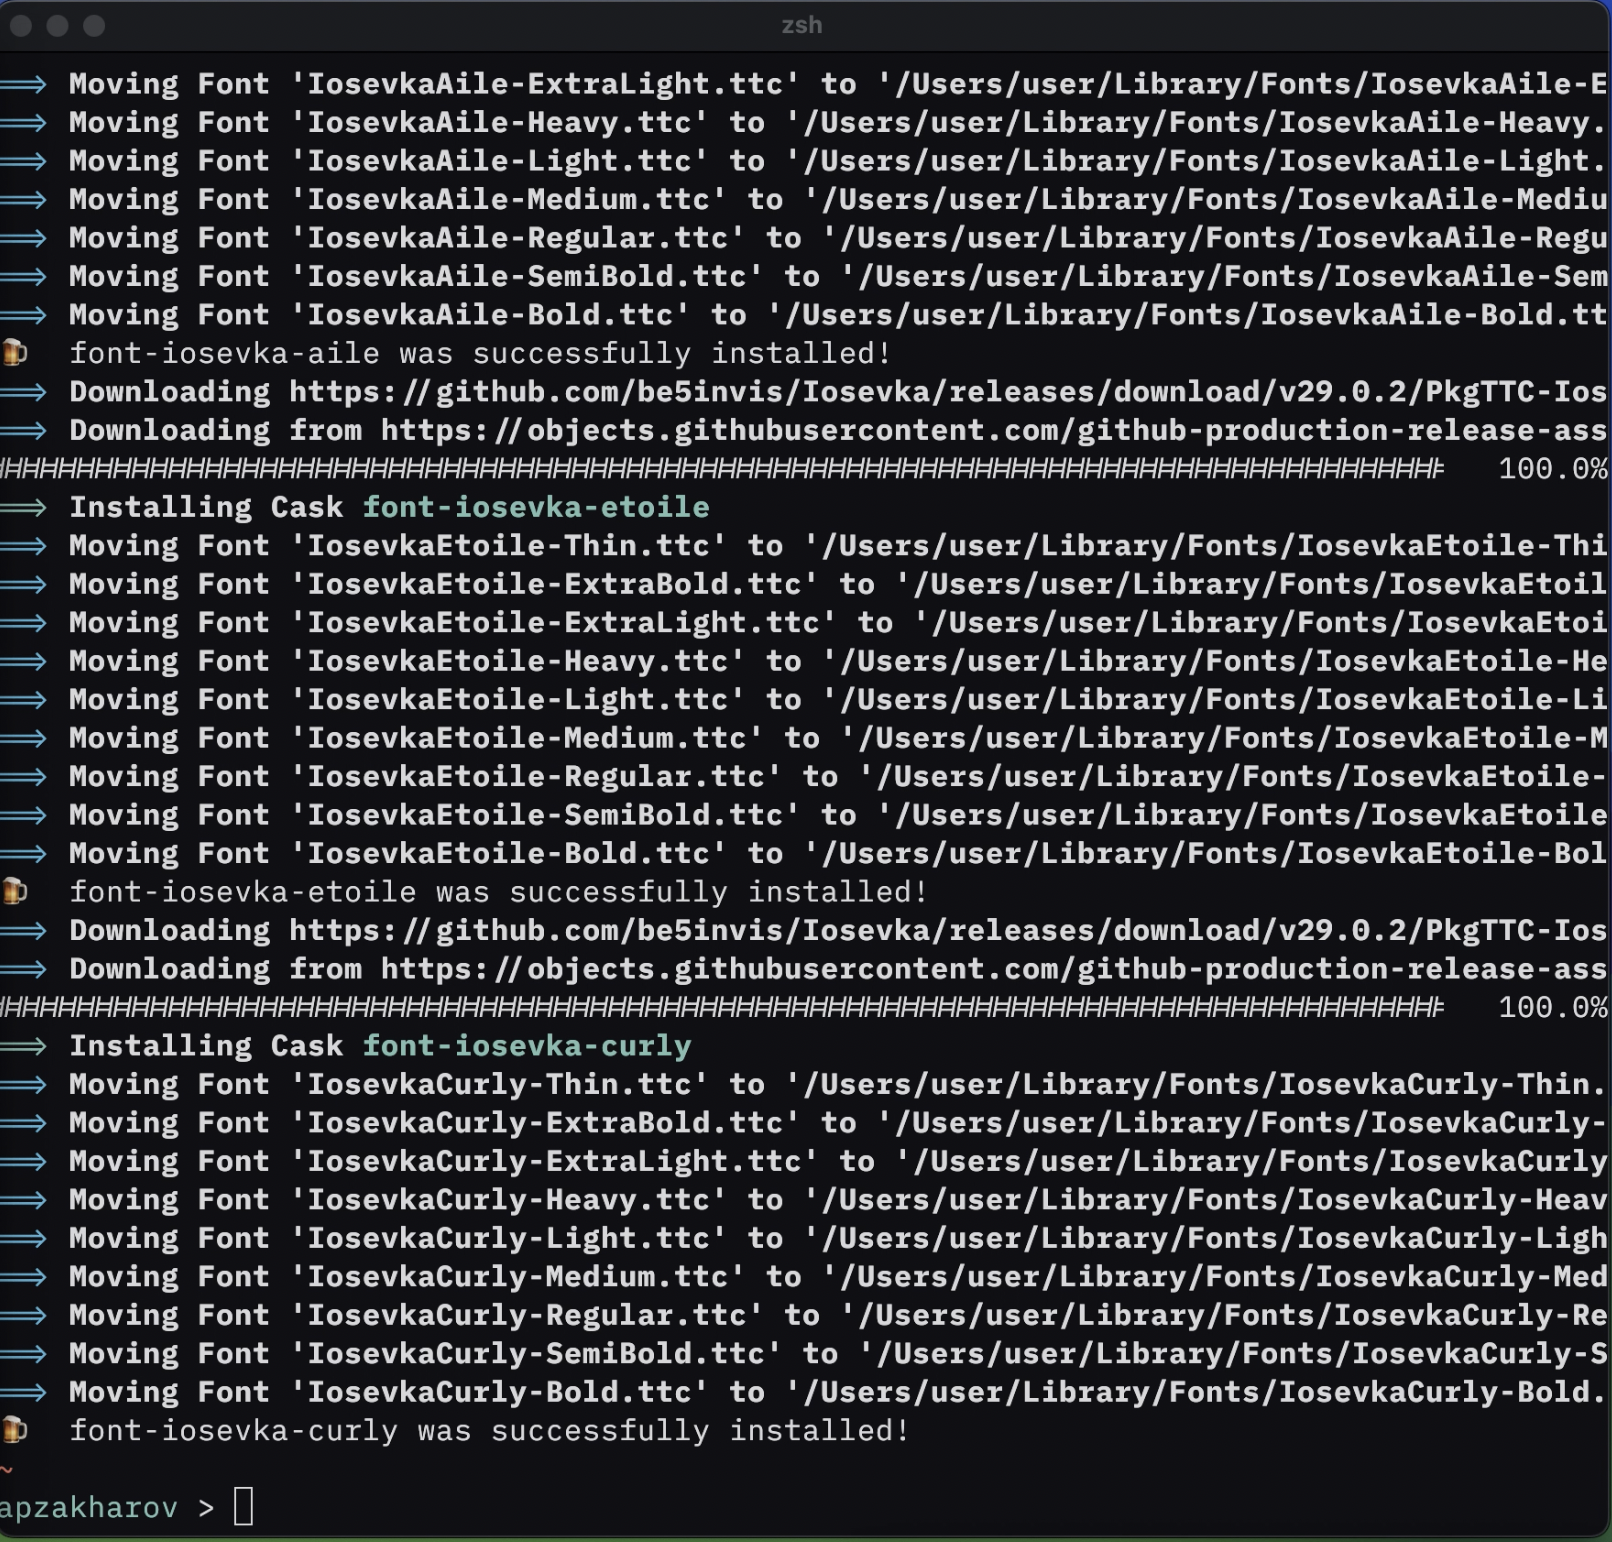 zsh
==> Moving Font 'IosevkaAile-ExtraLight.ttc' to '/Users/user/Library/Fonts/IosevkaAile-E
==> Moving Font 'IosevkaAile-Heavy.ttc' to '/Users/user/Library/Fonts/IosevkaAile-Heavy.
==> Moving Font 'IosevkaAile-Light.ttc' to '/Users/user/Library/Fonts/IosevkaAile-Light.
==> Moving Font 'IosevkaAile-Medium.ttc' to '/Users/user/Library/Fonts/IosevkaAile-Mediu
==> Moving Font 'IosevkaAile-Regular.ttc' to '/Users/user/Library/Fonts/IosevkaAile-Regu
==> Moving Font 'IosevkaAile-SemiBold.ttc' to '/Users/user/Library/Fonts/IosevkaAile-Sem
==> Moving Font 'IosevkaAile-Bold.ttc' to '/Users/user/Library/Fonts/IosevkaAile-Bold.tt
🍺 font-iosevka-aile was successfully installed!
==> Downloading https://github.com/be5invis/Iosevka/releases/download/v29.0.2/PkgTTC-Ios
==> Downloading from https://objects.githubusercontent.com/github-production-release-ass
############################################################################### 100.0%
==> Installing Cask font-iosevka-etoile
==> Moving Font 'IosevkaEtoile-Thin.ttc' to '/Users/user/Library/Fonts/IosevkaEtoile-Thi
==> Moving Font 'IosevkaEtoile-ExtraBold.ttc' to '/Users/user/Library/Fonts/IosevkaEtoil
==> Moving Font 'IosevkaEtoile-ExtraLight.ttc' to '/Users/user/Library/Fonts/IosevkaEtoi
==> Moving Font 'IosevkaEtoile-Heavy.ttc' to '/Users/user/Library/Fonts/IosevkaEtoile-He
==> Moving Font 'IosevkaEtoile-Light.ttc' to '/Users/user/Library/Fonts/IosevkaEtoile-Li
==> Moving Font 'IosevkaEtoile-Medium.ttc' to '/Users/user/Library/Fonts/IosevkaEtoile-M
==> Moving Font 'IosevkaEtoile-Regular.ttc' to '/Users/user/Library/Fonts/IosevkaEtoile-
==> Moving Font 'IosevkaEtoile-SemiBold.ttc' to '/Users/user/Library/Fonts/IosevkaEtoile
==> Moving Font 'IosevkaEtoile-Bold.ttc' to '/Users/user/Library/Fonts/IosevkaEtoile-Bol
🍺 font-iosevka-etoile was successfully installed!
==> Downloading https://github.com/be5invis/Iosevka/releases/download/v29.0.2/PkgTTC-Ios
==> Downloading from https://objects.githubusercontent.com/github-production-release-ass
############################################################################### 100.0%
==> Installing Cask font-iosevka-curly
==> Moving Font 'IosevkaCurly-Thin.ttc' to '/Users/user/Library/Fonts/IosevkaCurly-Thin.
==> Moving Font 'IosevkaCurly-ExtraBold.ttc' to '/Users/user/Library/Fonts/IosevkaCurly-
==> Moving Font 'IosevkaCurly-ExtraLight.ttc' to '/Users/user/Library/Fonts/IosevkaCurly
==> Moving Font 'IosevkaCurly-Heavy.ttc' to '/Users/user/Library/Fonts/IosevkaCurly-Heav
==> Moving Font 'IosevkaCurly-Light.ttc' to '/Users/user/Library/Fonts/IosevkaCurly-Ligh
==> Moving Font 'IosevkaCurly-Medium.ttc' to '/Users/user/Library/Fonts/IosevkaCurly-Med
==> Moving Font 'IosevkaCurly-Regular.ttc' to '/Users/user/Library/Fonts/IosevkaCurly-Re
==> Moving Font 'IosevkaCurly-SemiBold.ttc' to '/Users/user/Library/Fonts/IosevkaCurly-S
==> Moving Font 'IosevkaCurly-Bold.ttc' to '/Users/user/Library/Fonts/IosevkaCurly-Bold.
🍺 font-iosevka-curly was successfully installed!
~
apzakharov >